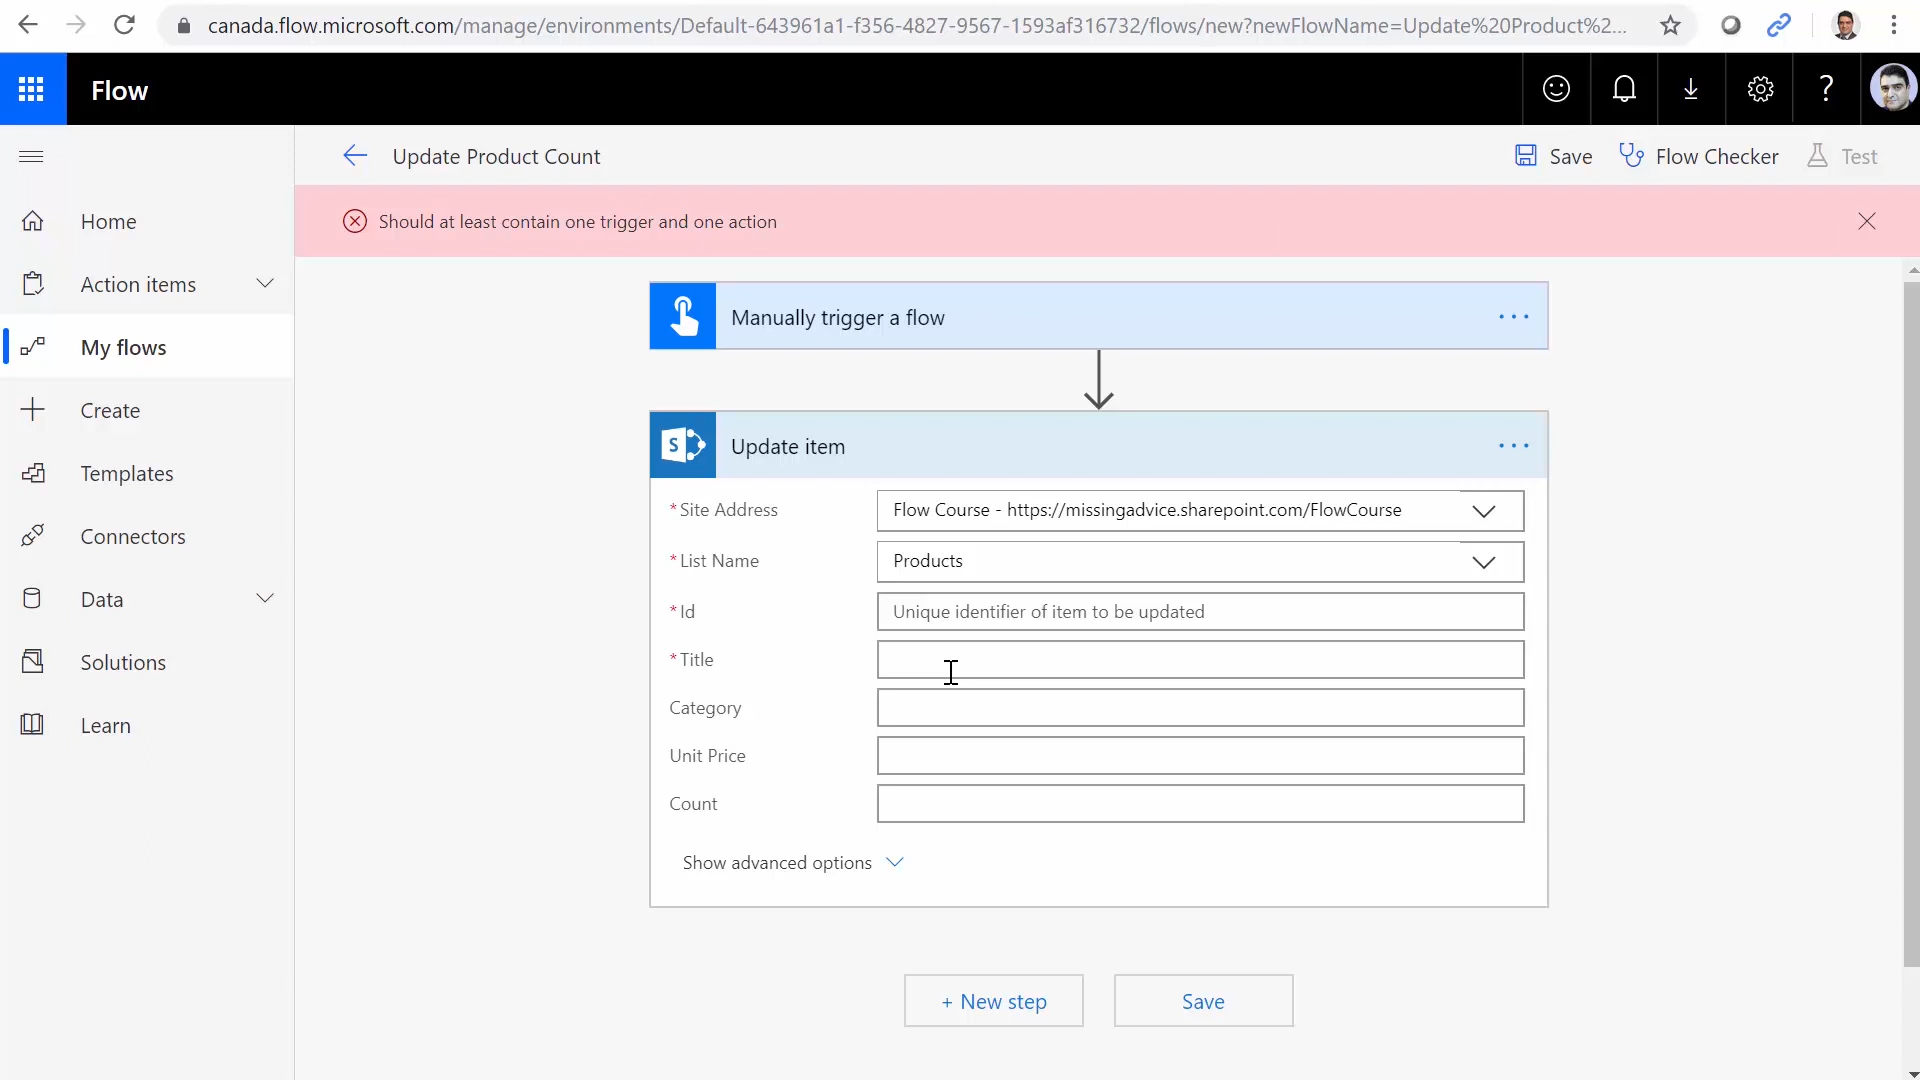 canada.flow.microsoft.com/manage/environments/Default-643961a1-f356-4827-9567-1593af316732/flows/new?newFlowName=Update%20Product%2...
Flow
?
Update Product Count
Save
Flow Checker
Test
Should at least contain one trigger and one action
Home
Action items
My flows
Create
Templates
Connectors
Data
Solutions
Learn
Manually trigger a flow
S
Update item
* Site Address
Flow Course - https://missingadvice.sharepoint.com/FlowCourse
* List Name
Products
* Id
Unique identifier of item to be updated
* Title
Category
Unit Price
Count
Show advanced options
+ New step
Save